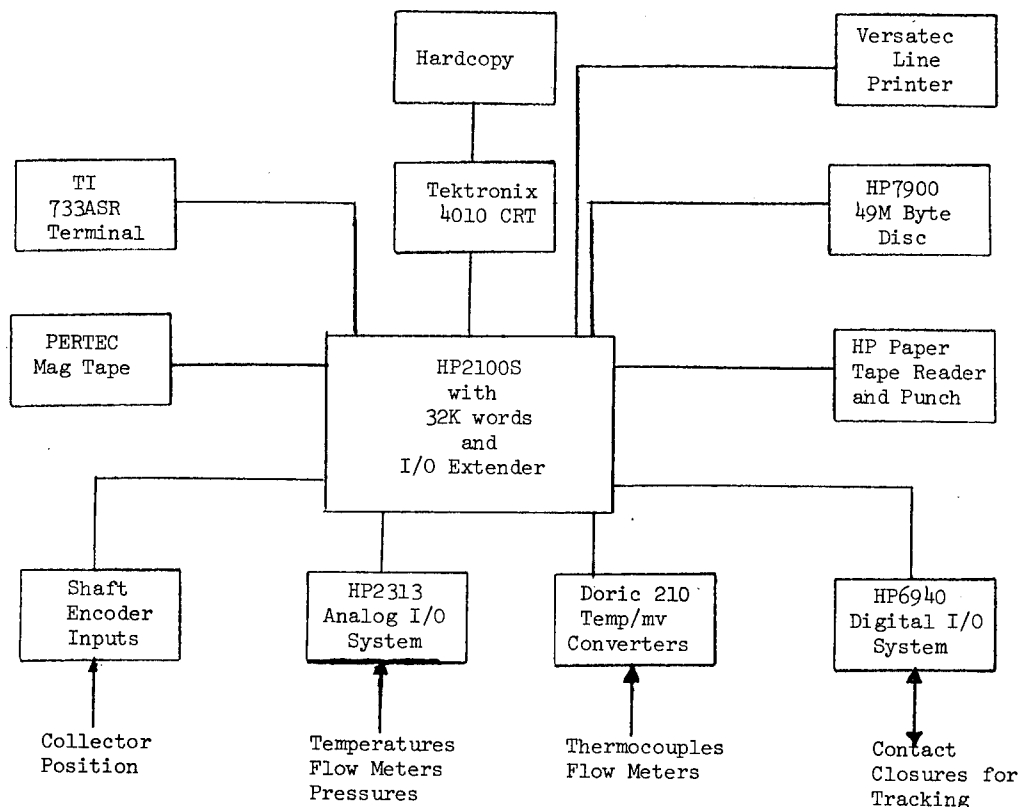 Hardcopy
Versatec
Line
Printer
TI
733ASR
Terminal
Tektronix
4010 CRT
HP7900
49M Byte
Disc
PERTEC
Mag Tape
HP2100S
with
32K words
and
I/O Extender
HP Paper
Tape Reader
and Punch
Shaft
Encoder
Inputs
HP2313
Analog I/O
System
Doric 210
Temp/mv
Converters
HP6940
Digital I/O
System
Collector
Position
Temperatures
Flow Meters
Pressures
Thermocouples
Flow Meters
Contact
Closures for
Tracking